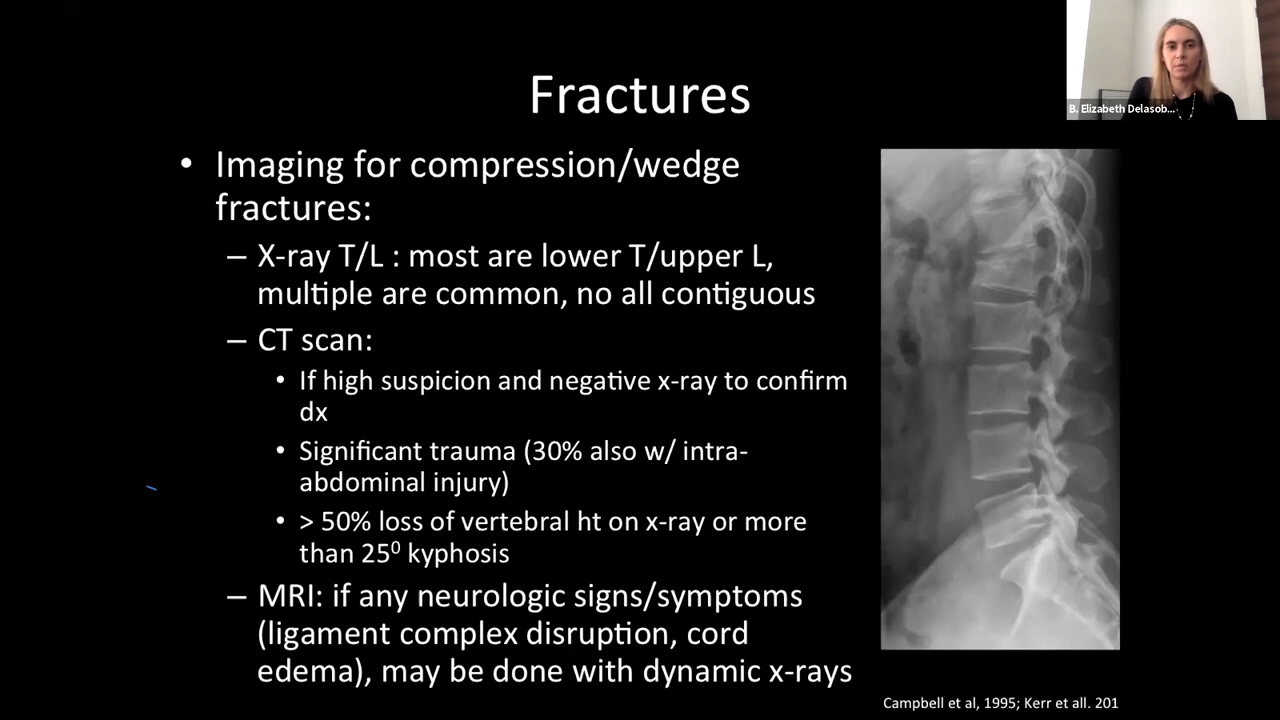 B. Elizabeth Delasob...
Fractures
• Imaging for compression/wedge
fractures:
– X-ray T/L : most are lower T/upper L,
multiple are common, no all contiguous
– CT scan:
• If high suspicion and negative x-ray to confirm
dx
• Significant trauma (30% also w/ intra-
abdominal injury)
• > 50% loss of vertebral ht on x-ray or more
than 25⁰ kyphosis
– MRI: if any neurologic signs/symptoms
(ligament complex disruption, cord
edema), may be done with dynamic x-rays
Campbell et al, 1995; Kerr et all. 201